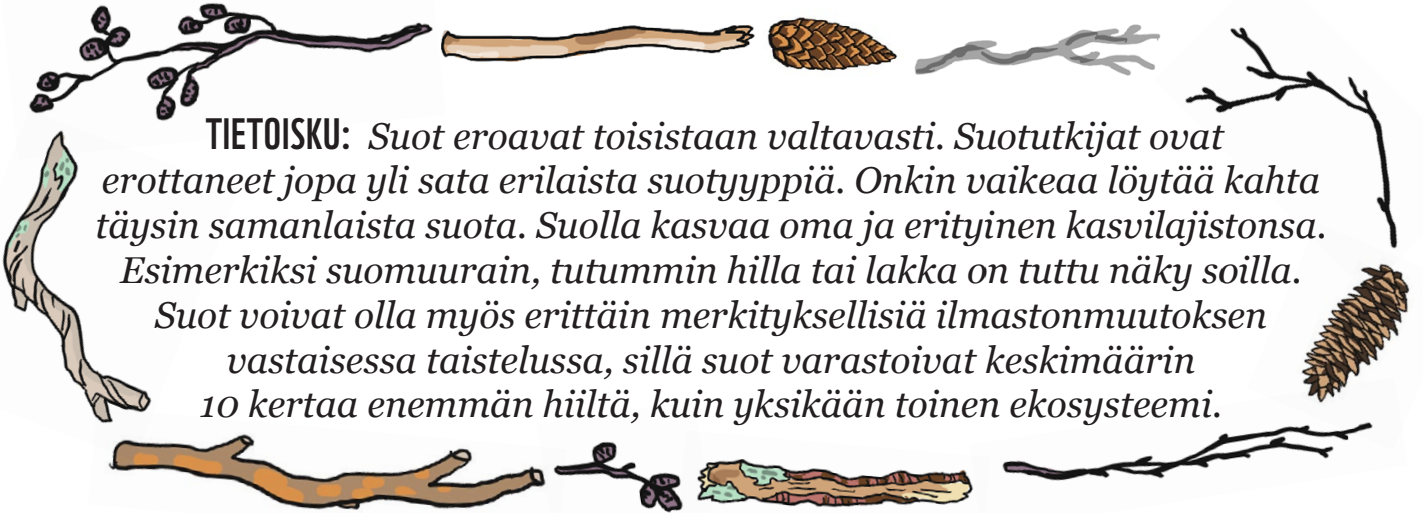 TIETOISKU: Suot eroavat toisistaan valtavasti. Suotutkijat ovat
erottaneet jopa yli sata erilaista suotyyppiä. Onkin vaikeaa löytää kahta
täysin samanlaista suota. Suolla kasvaa oma ja erityinen kasvilajistonsa.
Esimerkiksi suomuurain, tutummin hilla tai lakka on tuttu näky soilla.
Suot voivat olla myös erittäin merkityksellisiä ilmastonmuutoksen
vastaisessa taistelussa, sillä suot varastoivat keskimäärin
10 kertaa enemmän hiiltä, kuin yksikään toinen ekosysteemi.